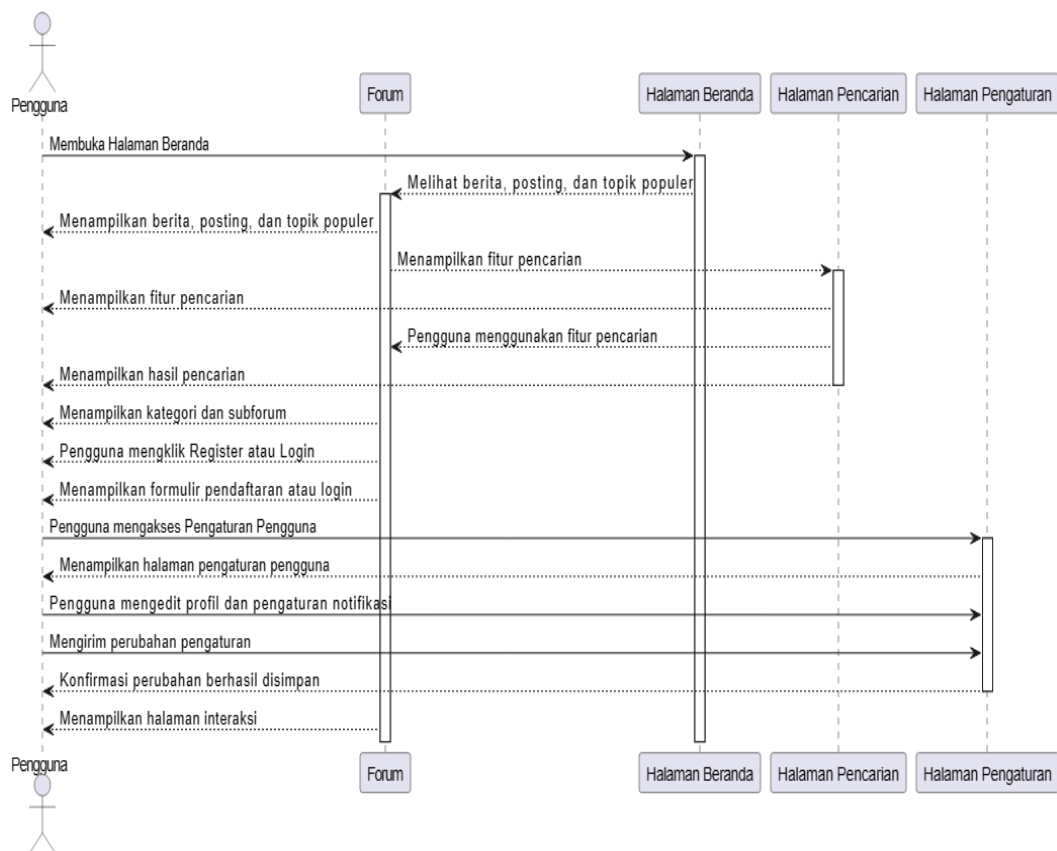 Pengguna
Forum
Halaman Beranda
Halaman Pencarian
Halaman Pengaturan
Membuka Halaman Beranda
Melihat berita, posting, dan topik populer
Menampilkan berita, posting, dan topik populer
Menampilkan fitur pencarian
Menampilkan fitur pencarian
Pengguna menggunakan fitur pencarian
Menampilkan hasil pencarian
Menampilkan kategori dan subforum
Pengguna mengklik Register atau Login
Menampilkan formulir pendaftaran atau login
Pengguna mengakses Pengaturan Pengguna
Menampilkan halaman pengaturan pengguna
Pengguna mengedit profil dan pengaturan notifikasi
Mengirim perubahan pengaturan
Konfirmasi perubahan berhasil disimpan
Menampilkan halaman interaksi
Pengguna
Forum
Halaman Beranda
Halaman Pencarian
Halaman Pengaturan